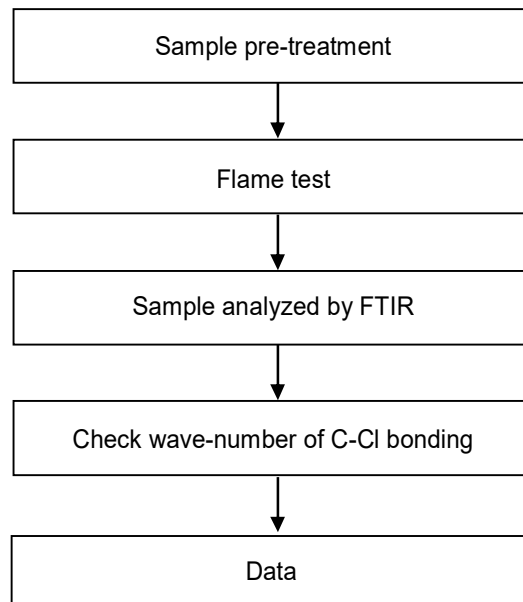 Sample pre-treatment
Flame test
Sample analyzed by FTIR
Check wave-number of C-Cl bonding
Data